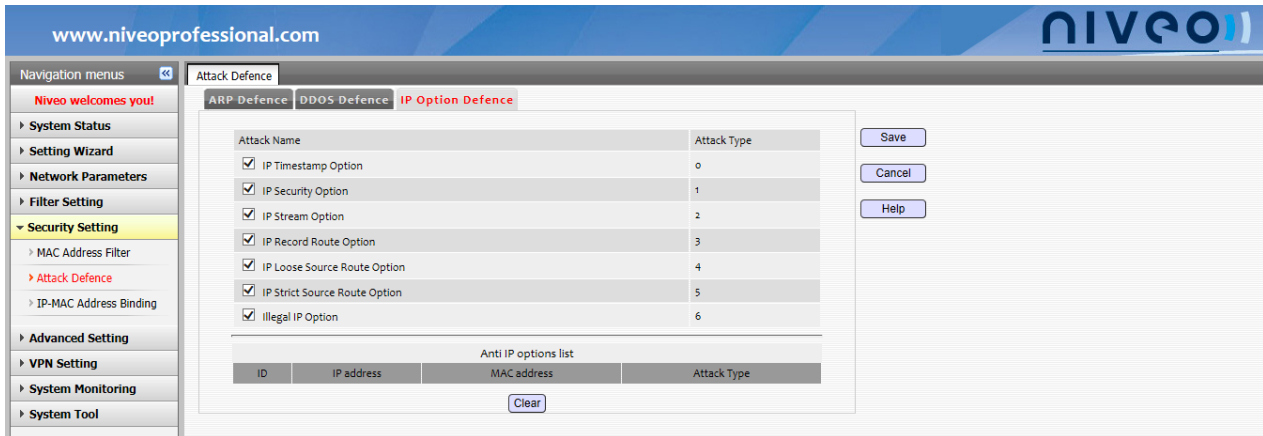 www.niveoprofessional.com
niveo
Navigation menus
Niveo welcomes you!
System Status
Setting Wizard
Network Parameters
Filter Setting
Security Setting
MAC Address Filter
Attack Defence
IP-MAC Address Binding
Advanced Setting
VPN Setting
System Monitoring
System Tool
Attack Defence
ARP Defence DDOS Defence IP Option Defence
Attack Name Attack Type
IP Timestamp Option 0
IP Security Option 1
IP Stream Option 2
IP Record Route Option 3
IP Loose Source Route Option 4
IP Strict Source Route Option 5
Illegal IP Option 6
Anti IP options list
ID IP address MAC address Attack Type
Clear
Save
Cancel
Help